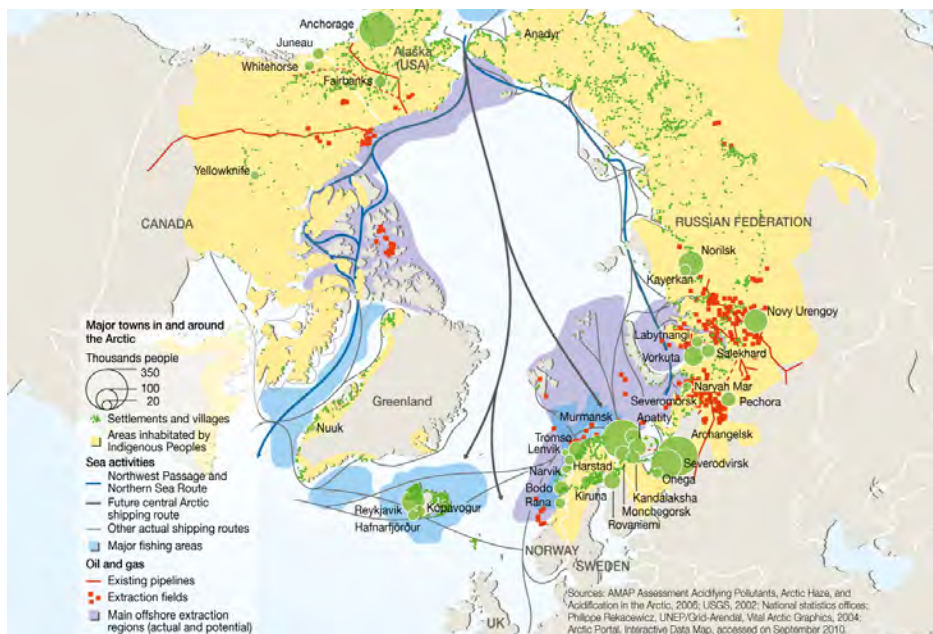 Anchorage
Juneau
Alaska
(USA)
Anadyr
Whitehorse
Fairbanks
Yellowknife
CANADA
RUSSIAN FEDERATION
Norilsk
Kayerkan
Novy Urengoy
Labytnangi
Vorkuta
Salekhard
Naryah Mar
Severomorsk
Pechora
Greenland
Nuuk
Murmansk
Apatity
Tromso
Lenvik
Archangelsk
Narvik
Harstad
Severodvirsk
Onega
Bodo
Kiruna
Kandalaksha
Rana
Monchegorsk
Rovaniemi
Reykjavik
Kopavogur
Hafnarfjördur
NORWAY
SWEDEN
UK
Major towns in and around
the Arctic
Thousands people
350
100
20
Settlements and villages
Areas inhabitated by
Indigenous Peoples
Sea activities
Northwest Passage and
Northern Sea Route
Future central Arctic
shipping route
Other actual shipping routes
Major fishing areas
Oil and gas
Existing pipelines
Extraction fields
Main offshore extraction
regions (actual and potential)
Sources: AMAP Assessment Acidifying Pollutants, Arctic Haze, and
Acidification in the Arctic, 2006; USGS, 2002; National statistics offices;
Philippe Rekacewicz, UNEP/Grid-Arendal, Vital Arctic Graphics, 2004;
Arctic Portal, Interactive Data Map, accessed on September 2010.